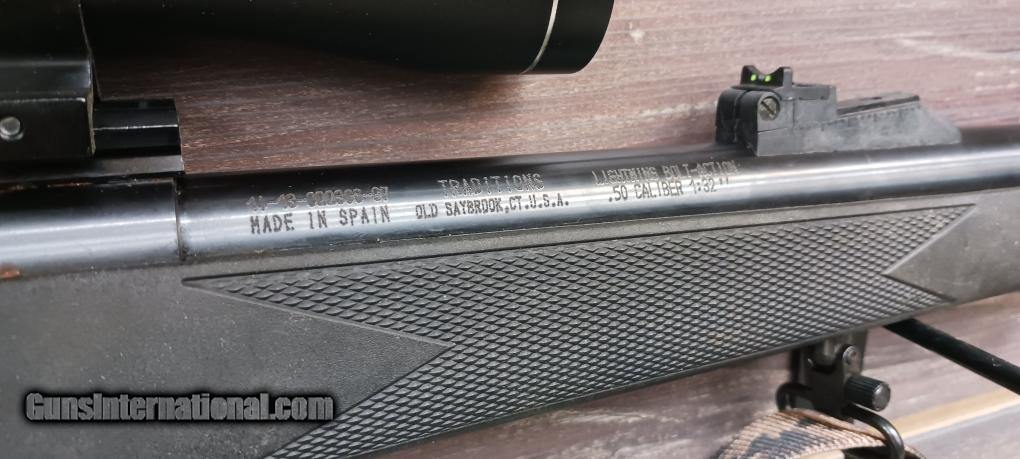 TRADITIONS
LIGHTNING BOLT-ACTION
MADE IN SPAIN
OLD SAYBROOK, CT. U.S.A.
.50 CALIBER 1:32"
GunsInternational.com